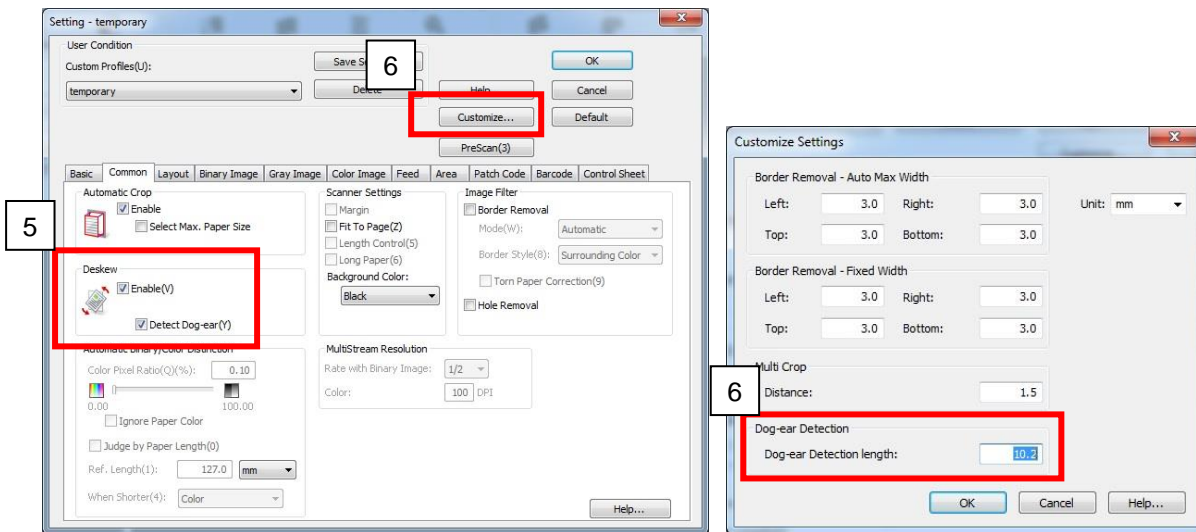 Setting - temporary
User Condition
Custom Profiles(U):
temporary
Save S
Delete
6
Help
Customize...
PreScan(3)
OK
Cancel
Default
Basic Common Layout Binary Image Gray Image Color Image Feed Area Patch Code Barcode Control Sheet
5
Automatic Crop
Enable
Select Max. Paper Size
Deskew
Enable(V)
Detect Dog-ear(Y)
Automatic Binary/Color Distinction
Color Pixel Ratio(Q)(%): 0.10
0.00 100.00
Ignore Paper Color
Judge by Paper Length(0)
Ref. Length(1): 127.0 mm
When Shorter(4): Color
Scanner Settings
Margin
Fit To Page(Z)
Length Control(5)
Long Paper(6)
Background Color:
Black
MultiStream Resolution
Rate with Binary Image: 1/2
Color: 100 DPI
Image Filter
Border Removal
Mode(W): Automatic
Border Style(8): Surrounding Color
Torn Paper Correction(9)
Hole Removal
Help...
Customize Settings
Border Removal - Auto Max Width
Left: 3.0 Right: 3.0
Top: 3.0 Bottom: 3.0
Unit: mm
Border Removal - Fixed Width
Left: 3.0 Right: 3.0
Top: 3.0 Bottom: 3.0
Multi Crop
Distance: 1.5
6
Dog-ear Detection
Dog-ear Detection length: 10.2
OK Cancel Help...